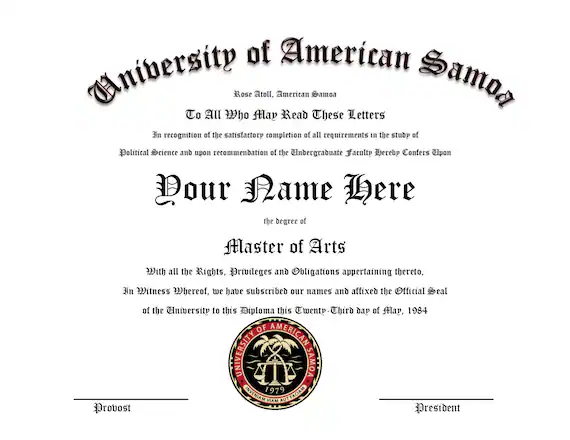 University of American Samoa
Rose Atoll, American Samoa
To All Who May Read These Letters
In recognition of the satisfactory completion of all requirements in the study of
Political Science and upon recommendation of the Undergraduate Faculty Hereby Confers Upon
Your Name Here
the degree of
Master of Arts
With all the Rights, Privileges and Obligations appertaining thereto.
In Witness Whereof, we have subscribed our names and affixed the Official Seal
of the University to this Diploma this Twenty-Third day of May, 1984
UNIVERSITY OF AMERICAN SAMOA
1979
Provost
President